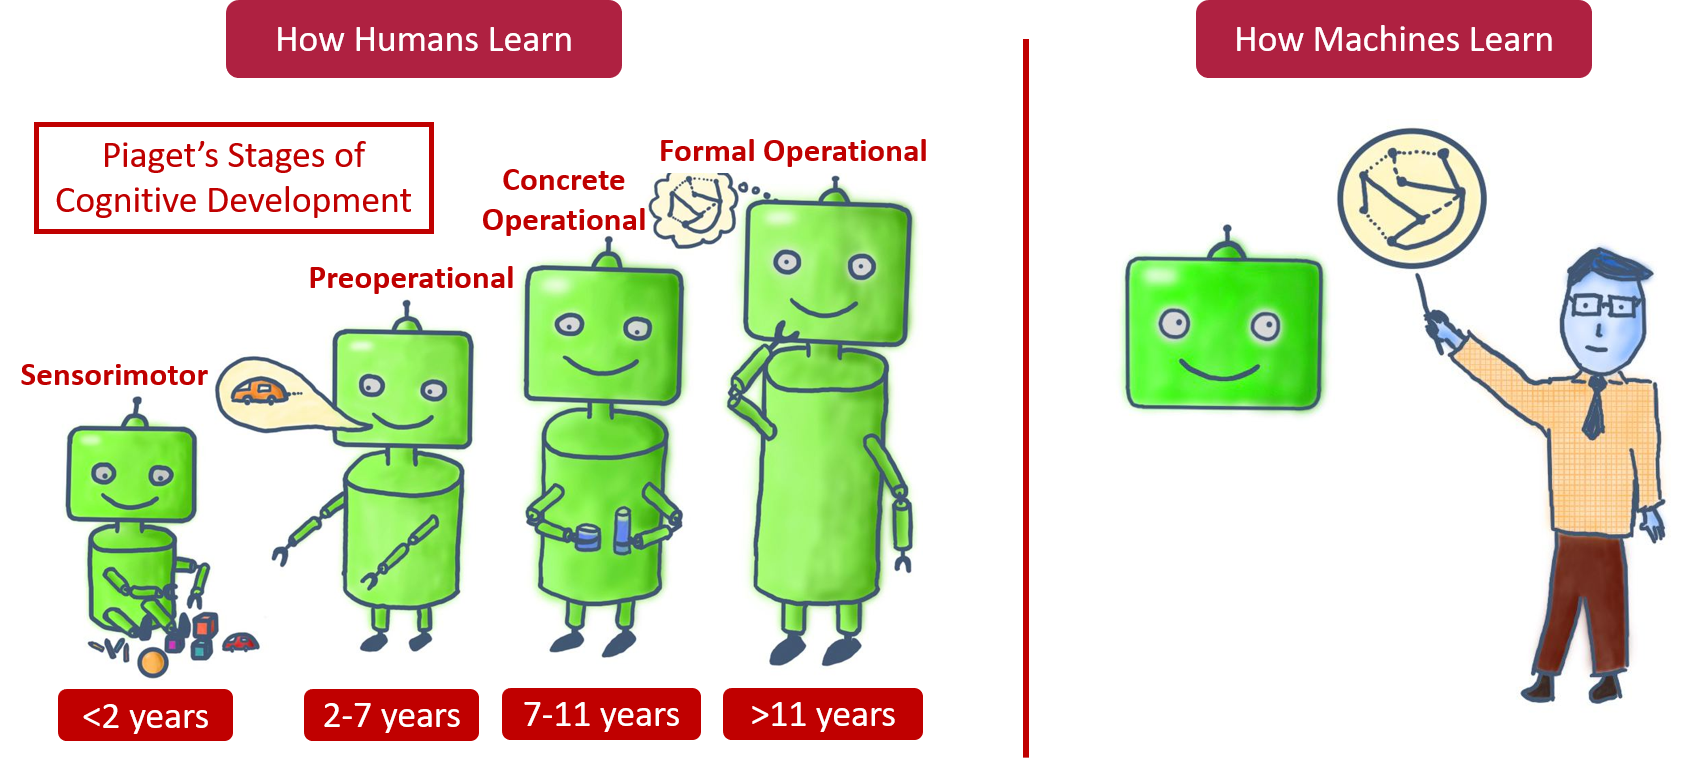 How Humans Learn
How Machines Learn
Piaget’s Stages of
Cognitive Development
Sensorimotor
Preoperational
Concrete
Operational
Formal Operational
<2 years
2-7 years
7-11 years
>11 years